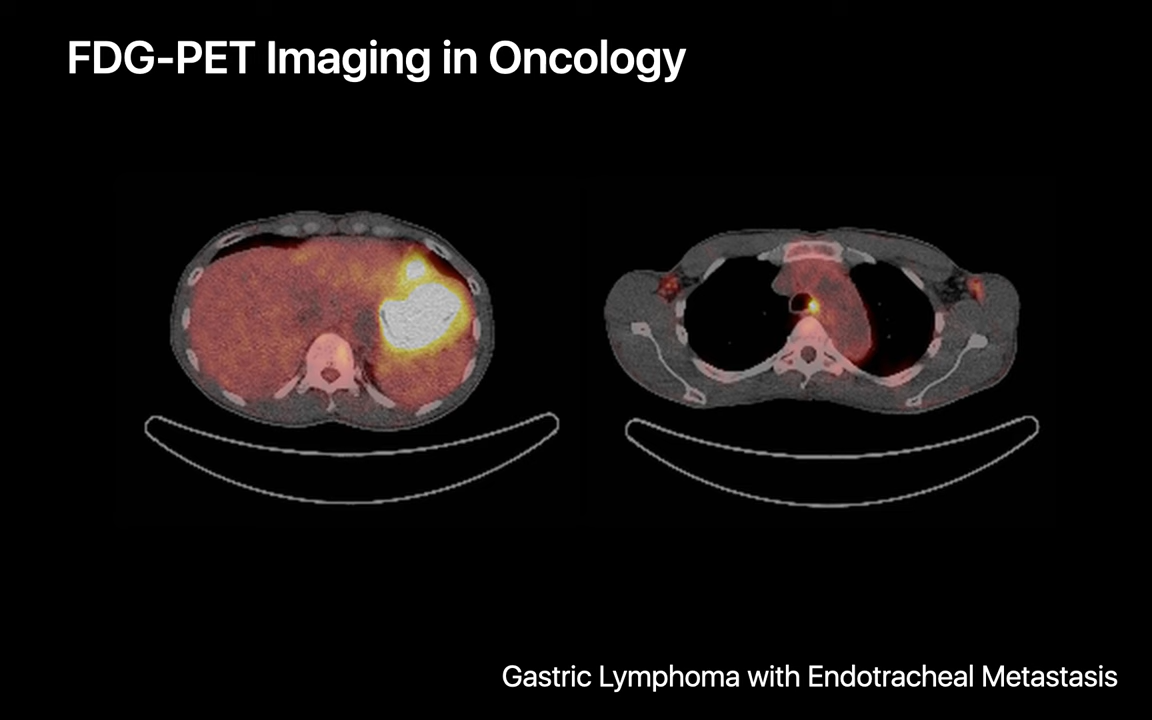 FDG-PET Imaging in Oncology
Gastric Lymphoma with Endotracheal Metastasis